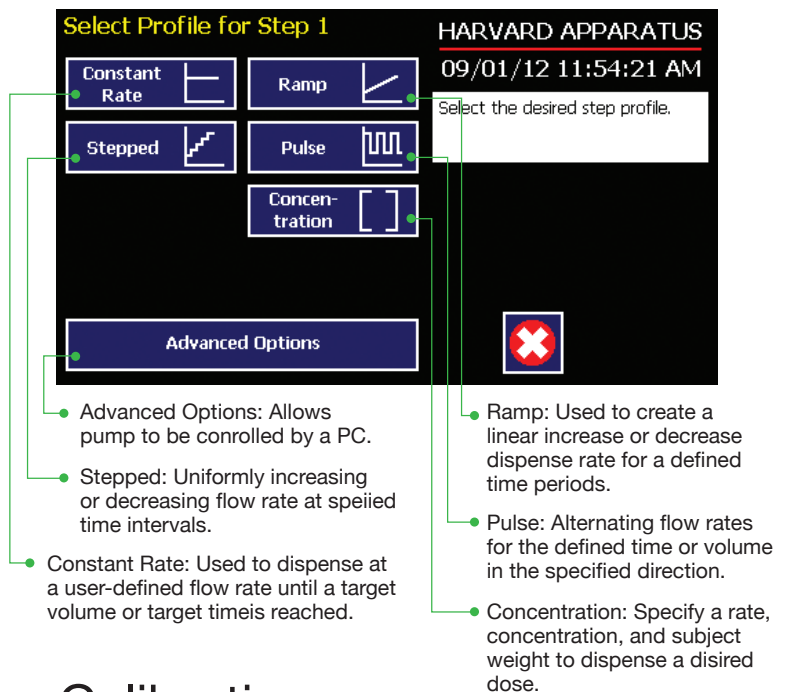 Select Profile for Step 1
HARVARD APPARATUS
09/01/12 11:54:21 AM
Select the desired step profile.
Constant
Rate
Ramp
Stepped
Pulse
Concen-
tration
Advanced Options
Advanced Options: Allows
pump to be conrolled by a PC.
Stepped: Uniformly increasing
or decreasing flow rate at speiied
time intervals.
Constant Rate: Used to dispense at
a user-defined flow rate until a target
volume or target timeis reached.
Ramp: Used to create a
linear increase or decrease
dispense rate for a defined
time periods.
Pulse: Alternating flow rates
for the defined time or volume
in the specified direction.
Concentration: Specify a rate,
concentration, and subject
weight to dispense a disired
dose.